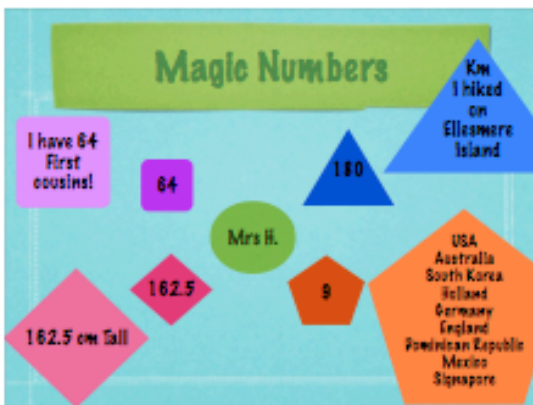 Magic Numbers
Km
I hiked
on
Ellesmere
Island
I have 64
First
cousins!
64
180
Mrs H.
162.5
9
162.5 cm Tall
USA
Australia
South Korea
Holland
Germany
England
Dominican Republic
Mexico
Signapore